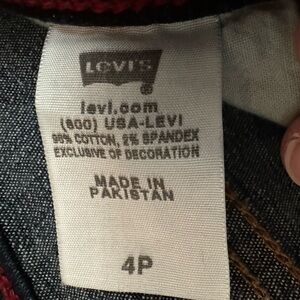 LEVI'S
levi.com
(800) USA-LEVI
98% COTTON, 2% SPANDEX
EXCLUSIVE OF DECORATION
MADE IN
PAKISTAN
4P